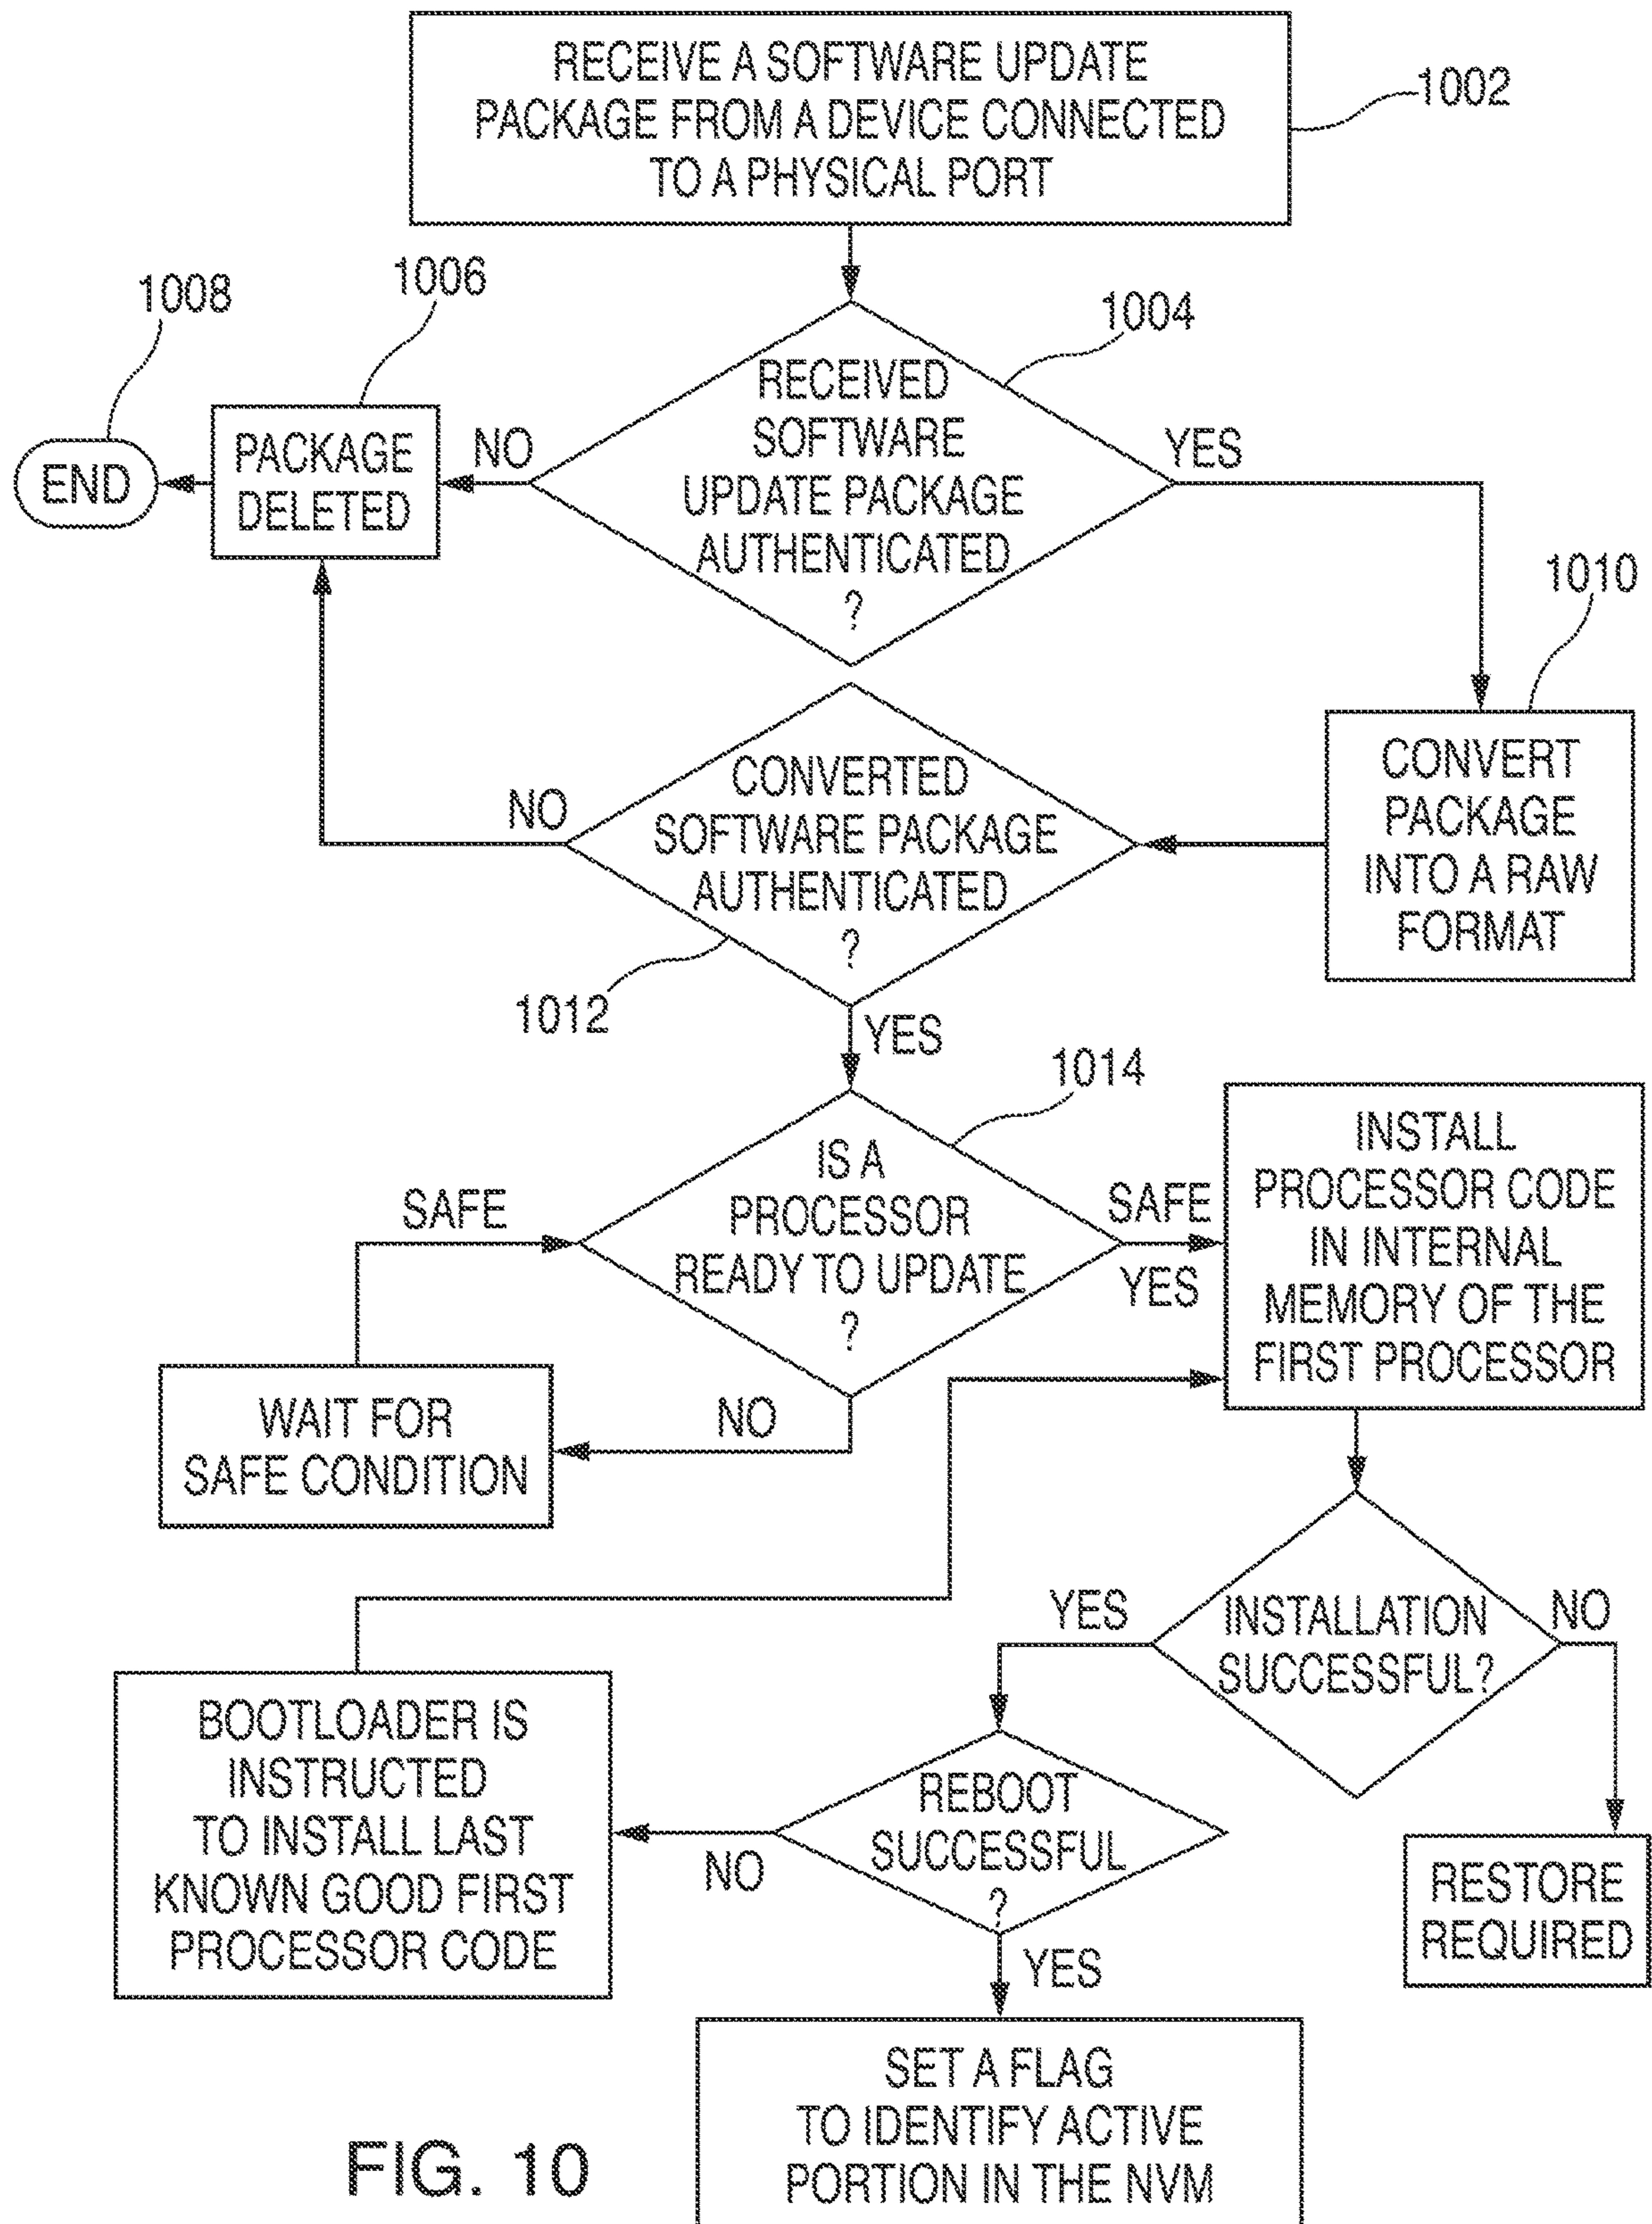 RECEIVE A SOFTWARE UPDATE
PACKAGE FROM A DEVICE CONNECTED
TO A PHYSICAL PORT
1002
1008
1006
1004
END
PACKAGE
DELETED
NO
RECEIVED
SOFTWARE
UPDATE PACKAGE
AUTHENTICATED
?
YES
1010
CONVERT
PACKAGE
INTO A RAW
FORMAT
NO
CONVERTED
SOFTWARE PACKAGE
AUTHENTICATED
?
1012
YES
1014
SAFE
IS A
PROCESSOR
READY TO UPDATE
?
SAFE
YES
INSTALL
PROCESSOR CODE
IN INTERNAL
MEMORY OF THE
FIRST PROCESSOR
WAIT FOR
SAFE CONDITION
NO
YES
INSTALLATION
SUCCESSFUL?
NO
BOOTLOADER IS
INSTRUCTED
TO INSTALL LAST
KNOWN GOOD FIRST
PROCESSOR CODE
NO
REBOOT
SUCCESSFUL
?
RESTORE
REQUIRED
YES
SET A FLAG
TO IDENTIFY ACTIVE
PORTION IN THE NVM
FIG. 10